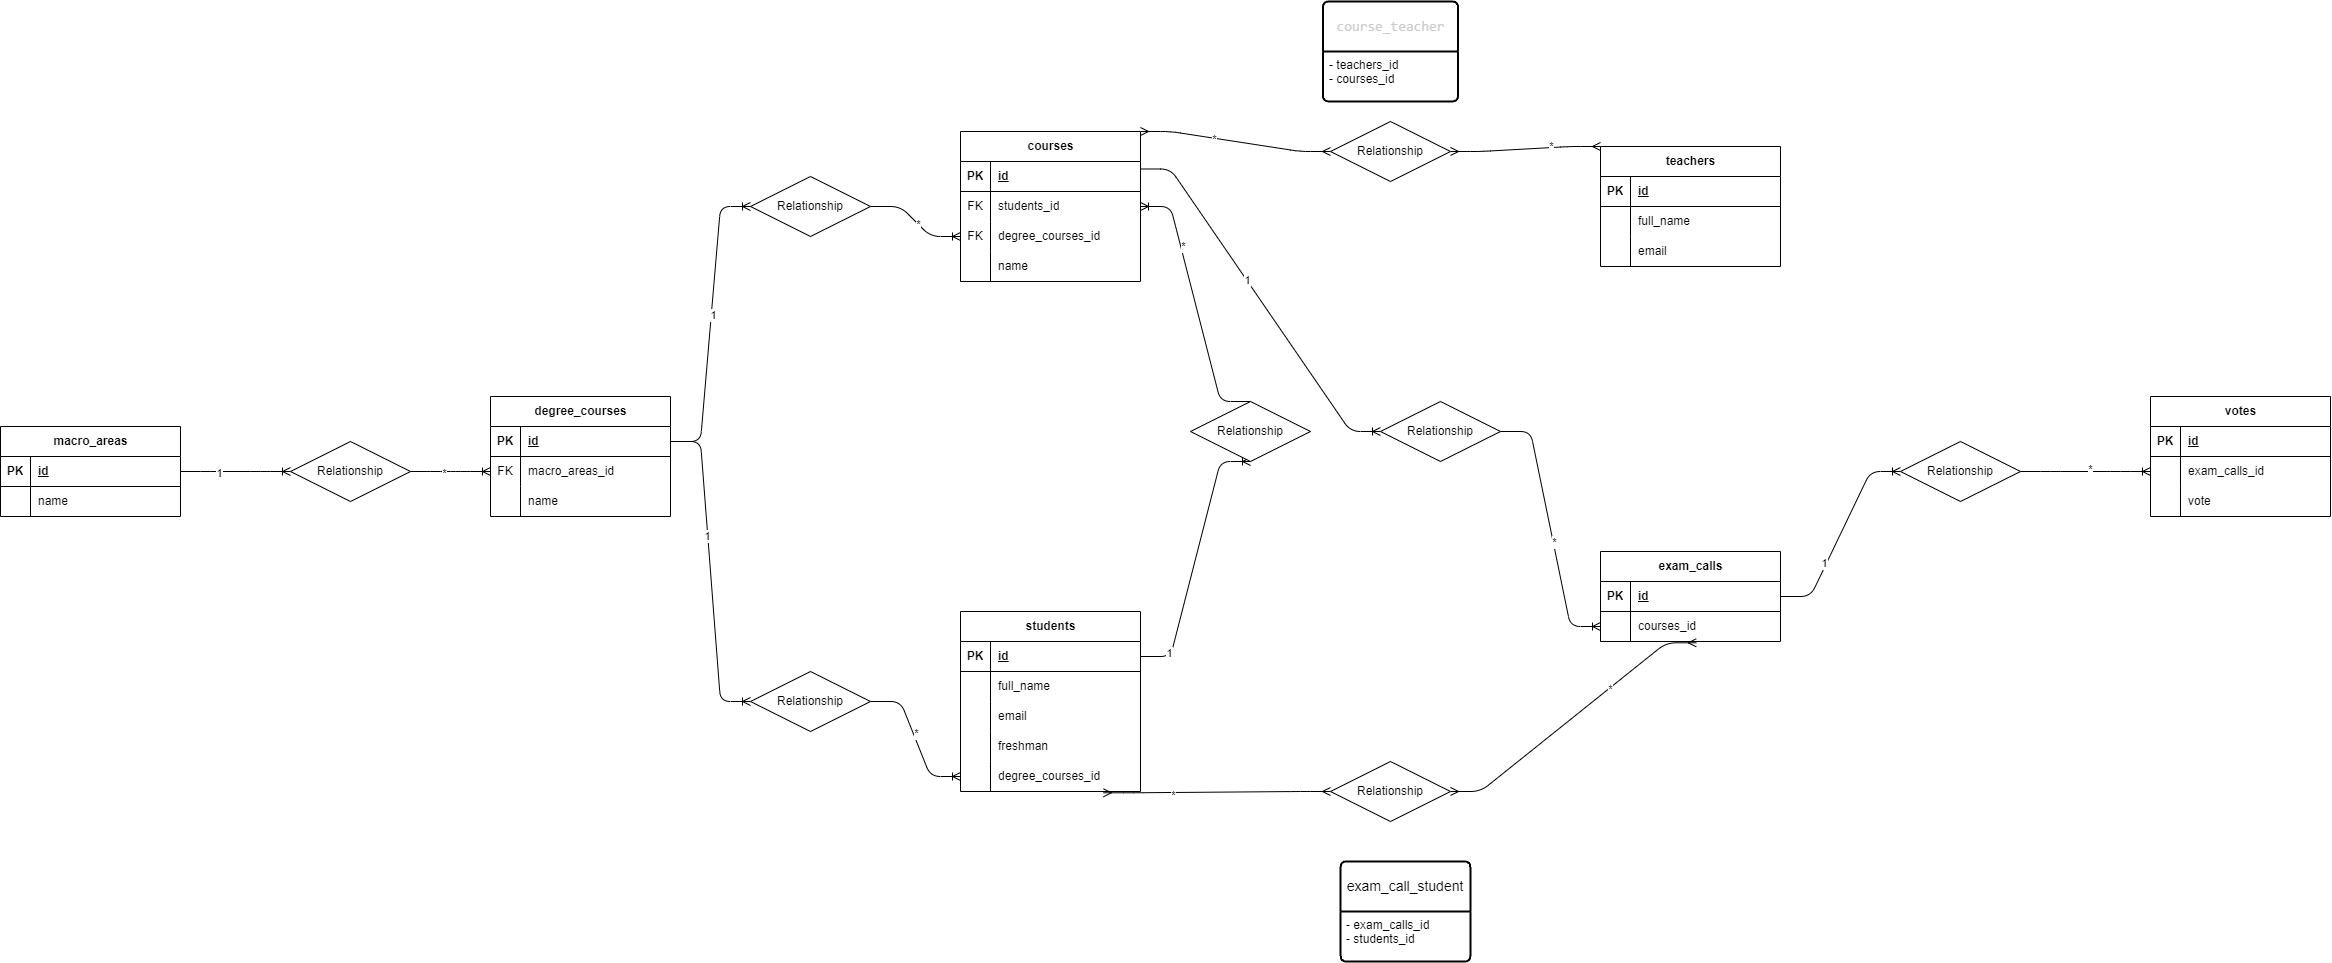 course_teacher
- teachers_id
- courses_id
courses
PK id
FK students_id
FK degree_courses_id
name
*
Relationship
*
teachers
PK id
full_name
email
Relationship
*
1
*
1
macro_areas
PK id
name
1
Relationship
*
degree_courses
PK id
FK macro_areas_id
name
Relationship
1
Relationship
*
1
Relationship
*
students
PK id
full_name
email
freshman
degree_courses_id
1
exam_calls
PK id
courses_id
1
Relationship
*
votes
PK id
exam_calls_id
vote
*
Relationship
*
exam_call_student
- exam_calls_id
- students_id